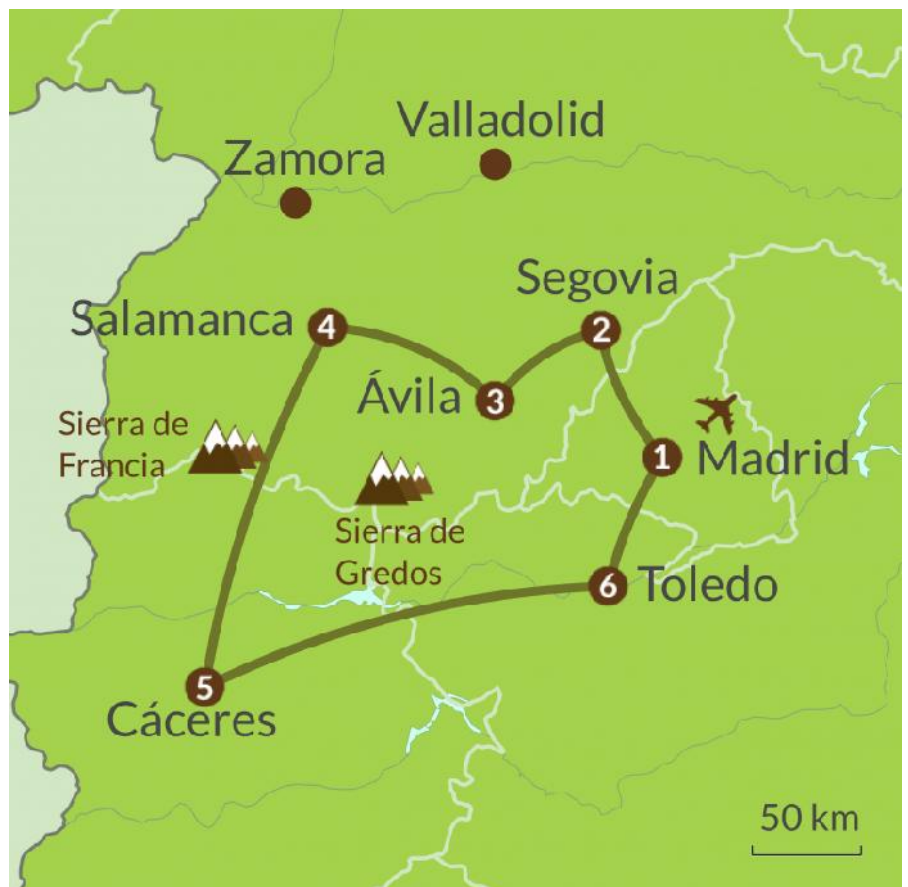 Valladolid
Zamora
Segovia
2
Salamanca
4
Ávila
3
Sierra de
Francia
1
Madrid
Sierra de
Gredos
6
Toledo
5
Cáceres
50 km